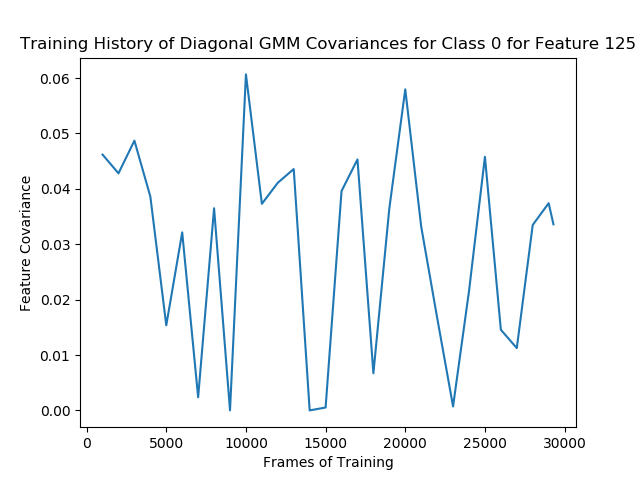 Training History of Diagonal GMM Covariances for Class 0 for Feature 125
0.06
0.05
0.04
0.03
0.02
0.01
0.00
Feature Covariance
0 5000 10000 15000 20000 25000 30000
Frames of Training